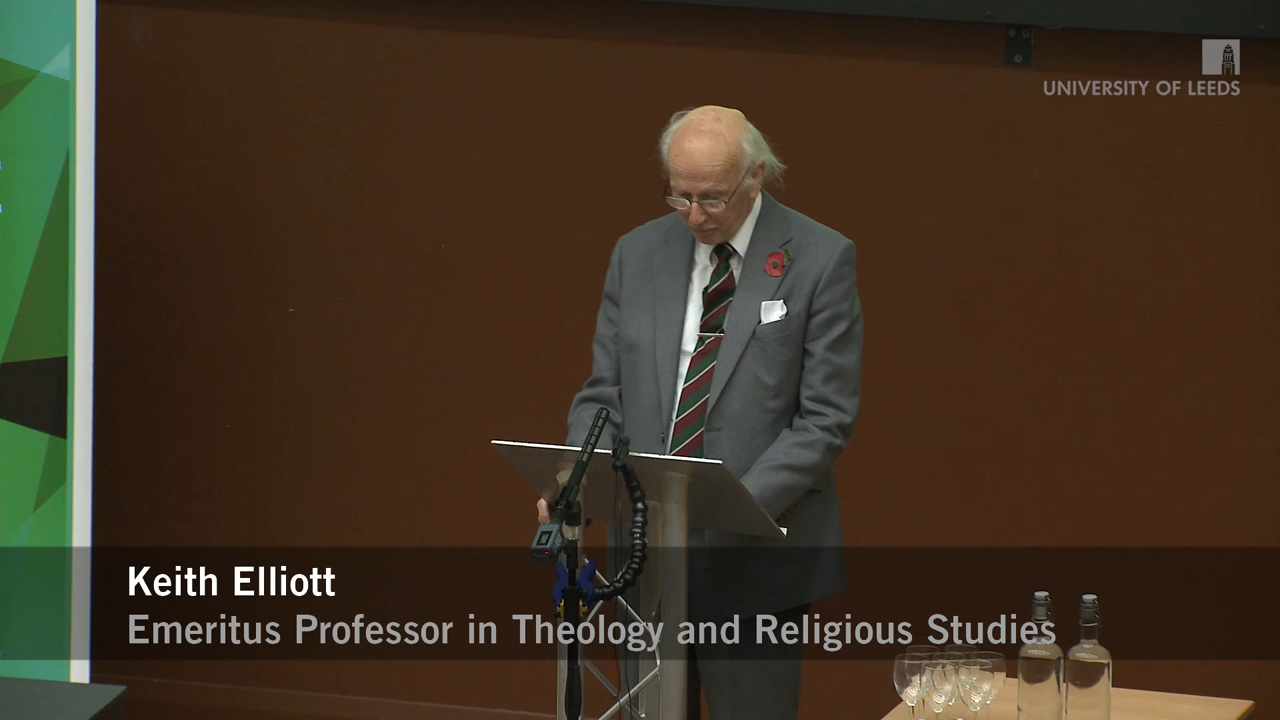 UNIVERSITY OF LEEDS
Keith Elliott
Emeritus Professor in Theology and Religious Studies